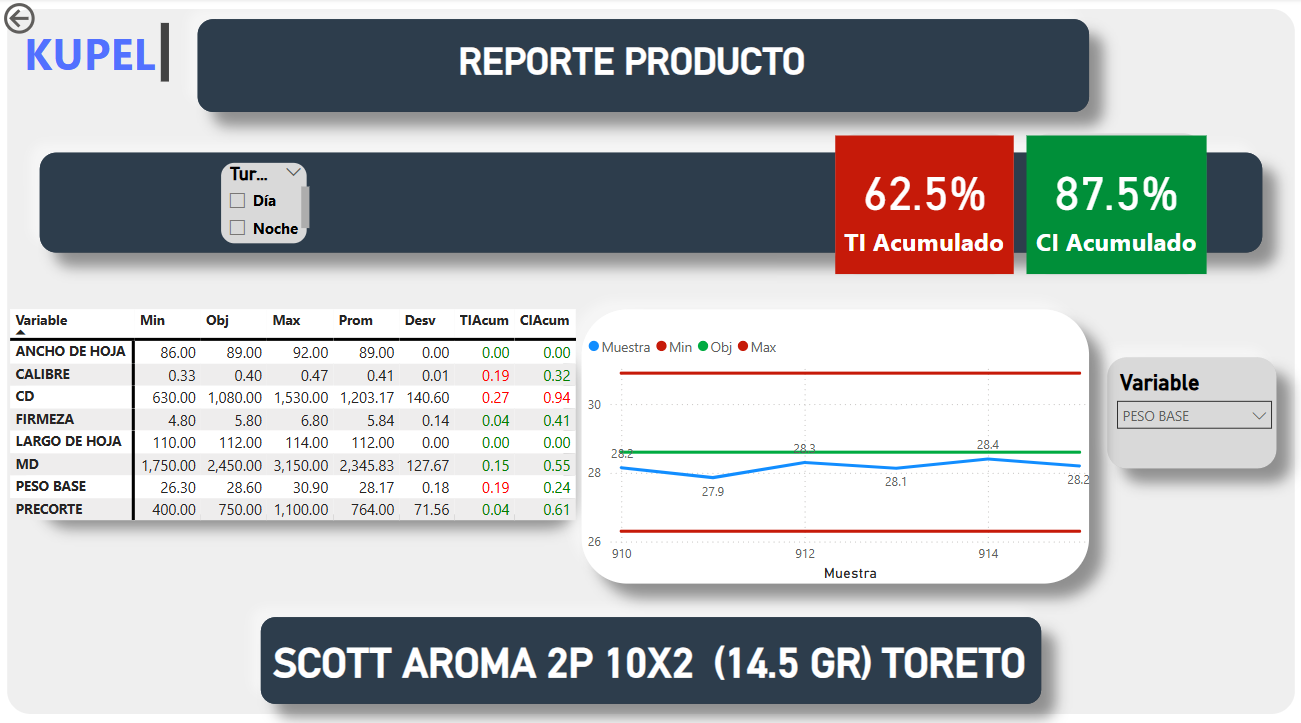 KUPEL
REPORTE PRODUCTO
Tur...
Día
Noche
62.5%
TI Acumulado
87.5%
CI Acumulado
Variable Min Obj Max Prom Desv TIAcum CIAcum
ANCHO DE HOJA 86.00 89.00 92.00 89.00 0.00 0.00 0.00
CALIBRE 0.33 0.40 0.47 0.41 0.01 0.19 0.32
CD 630.00 1,080.00 1,530.00 1,203.17 140.60 0.27 0.94
FIRMEZA 4.80 5.80 6.80 5.84 0.14 0.04 0.41
LARGO DE HOJA 110.00 112.00 114.00 112.00 0.00 0.00 0.00
MD 1,750.00 2,450.00 3,150.00 2,345.83 127.67 0.15 0.55
PESO BASE 26.30 28.60 30.90 28.17 0.18 0.19 0.24
PRECORTE 400.00 750.00 1,100.00 764.00 71.56 0.04 0.61
Muestra Min Obj Max
30
28.2 28.3 28.4
28
27.9 28.1 28.2
26
910 912 914
Muestra
Variable
PESO BASE
SCOTT AROMA 2P 10X2 (14.5 GR) TORETO